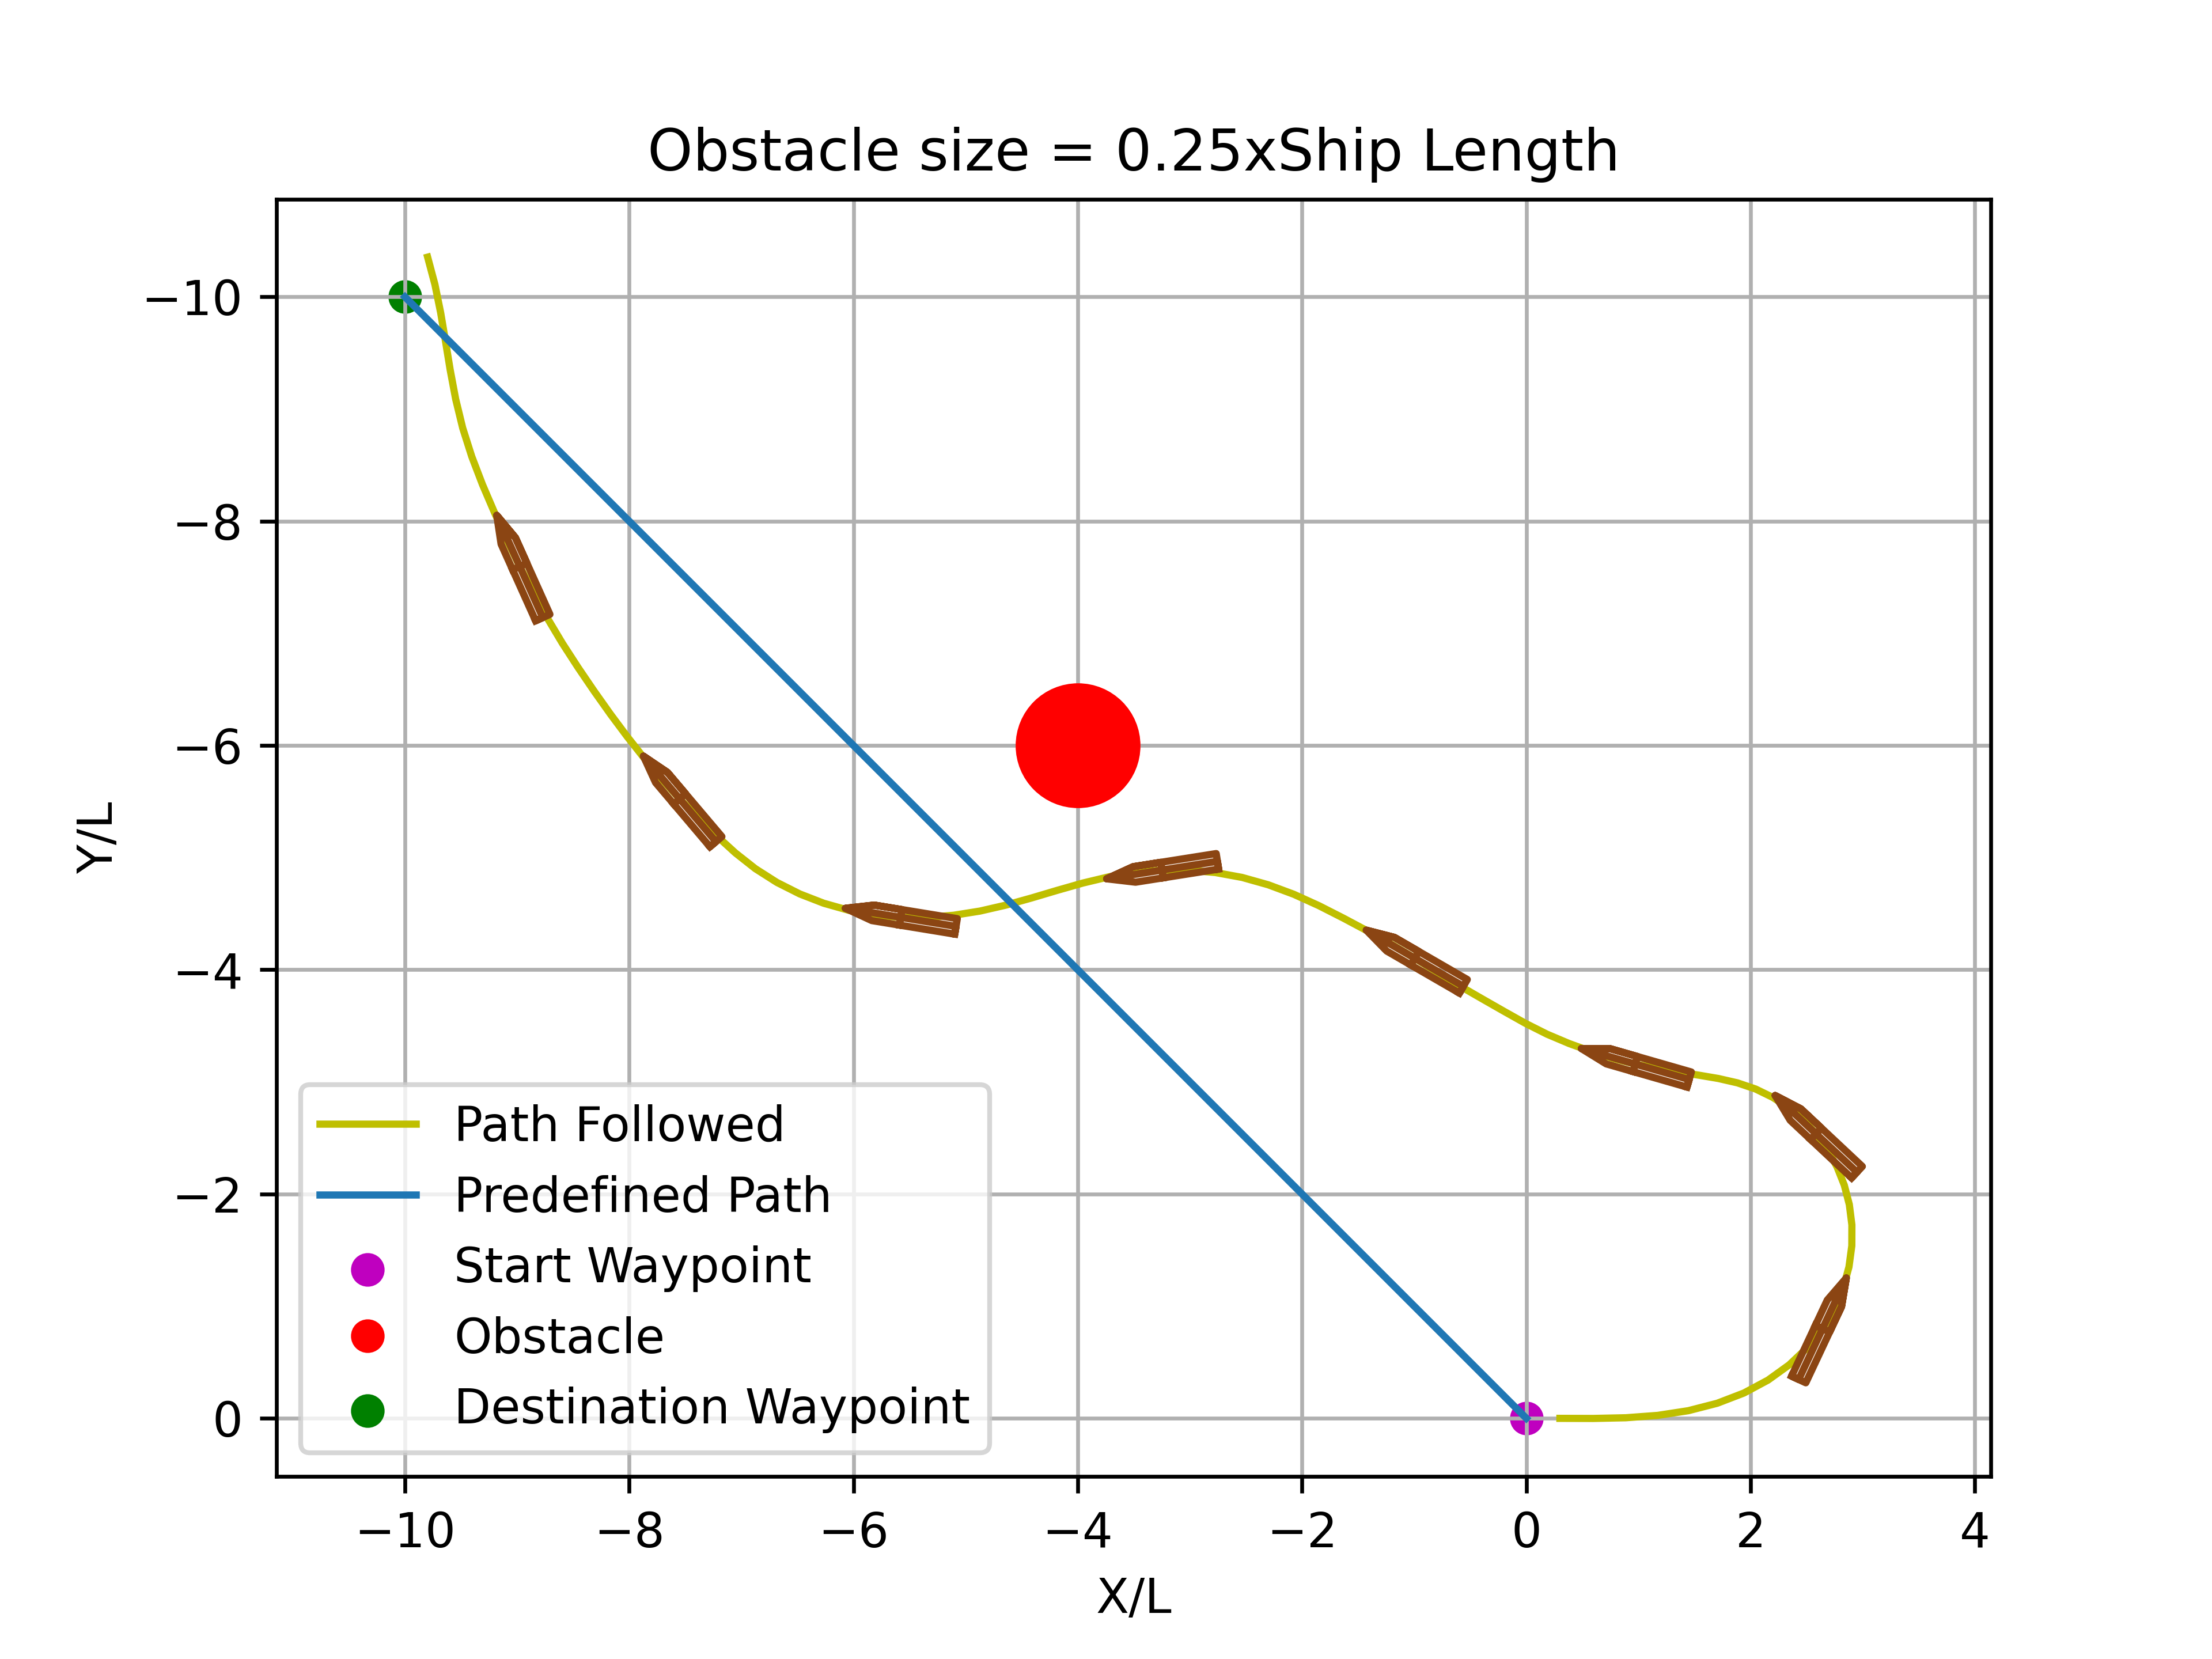 Obstacle size = 0.25xShip Length
−10
−8
−6
−4
−2
0
Y/L
Path Followed
Predefined Path
Start Waypoint
Obstacle
Destination Waypoint
−10 −8 −6 −4 −2 0 2 4
X/L